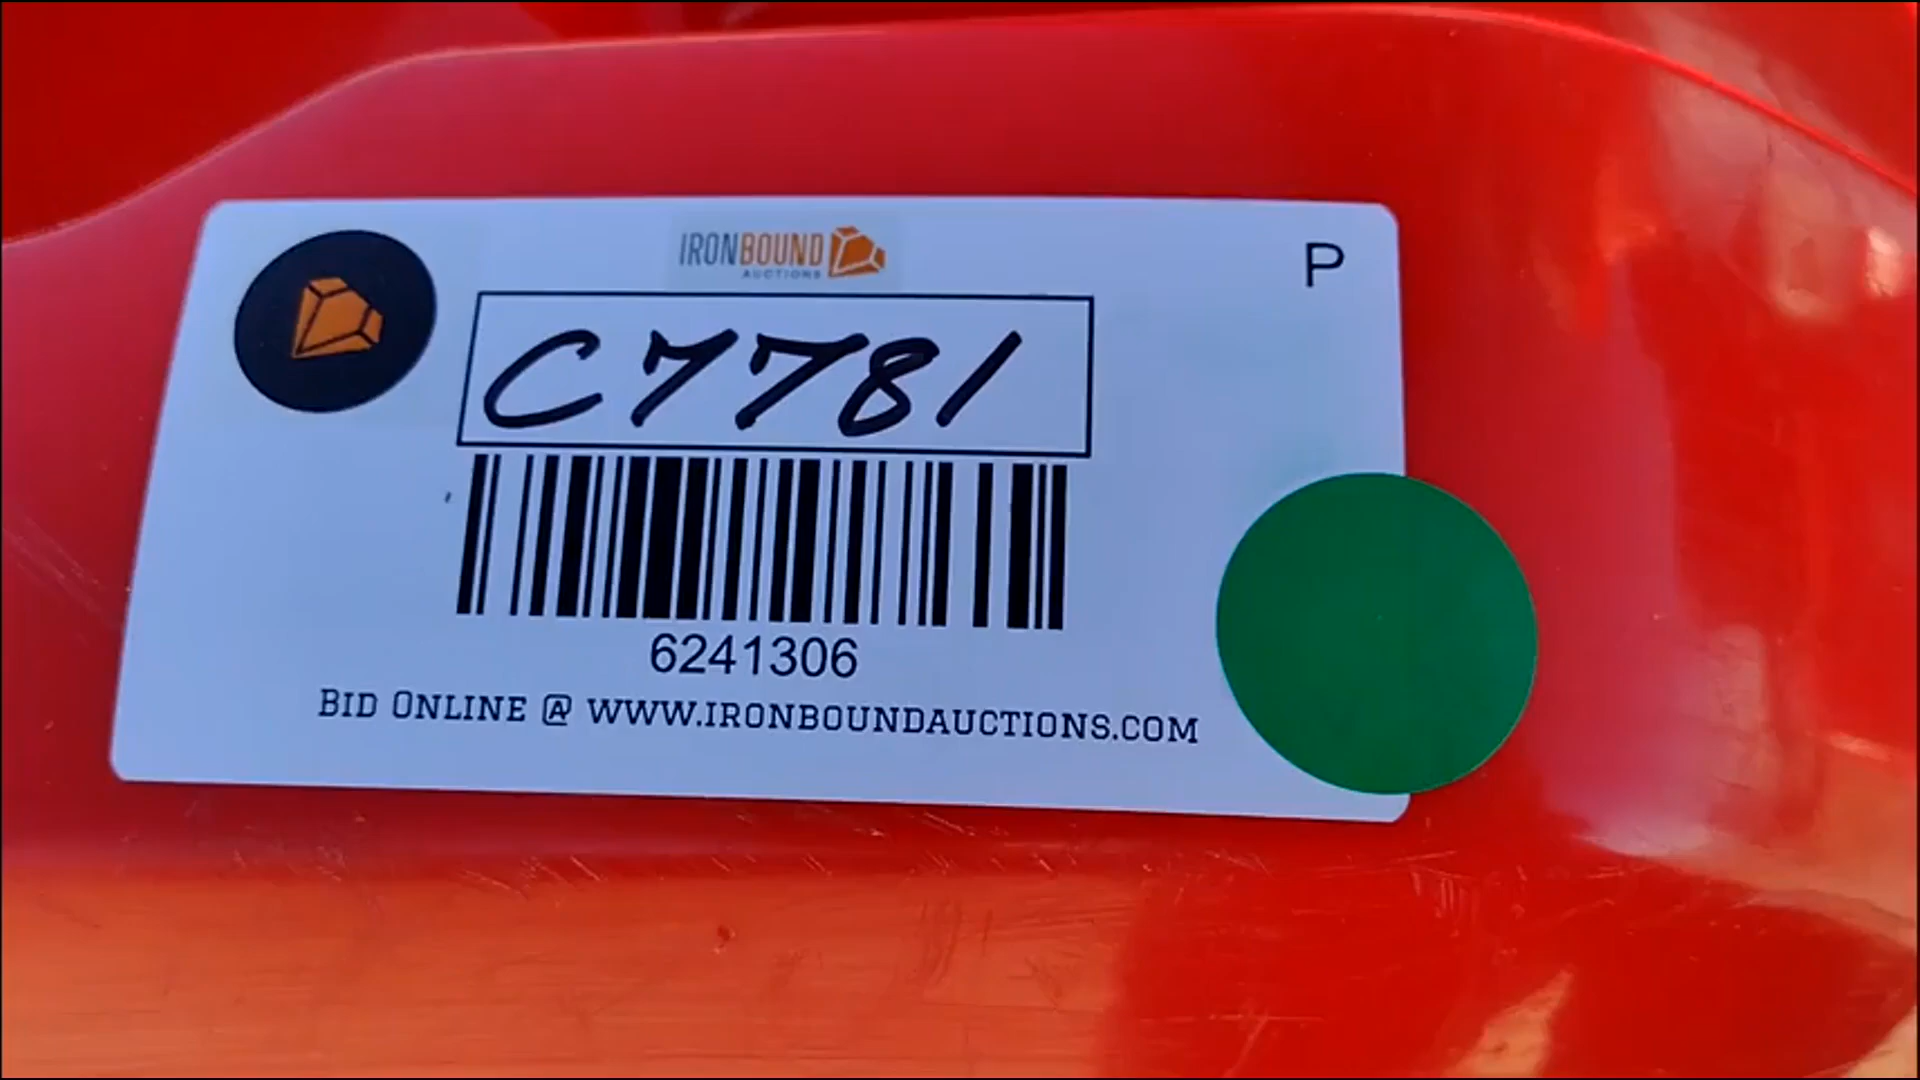 IRONBOUND
AUCTIONS
P
C7781
6241306
BID ONLINE @ WWW.IRONBOUNDAUCTIONS.COM